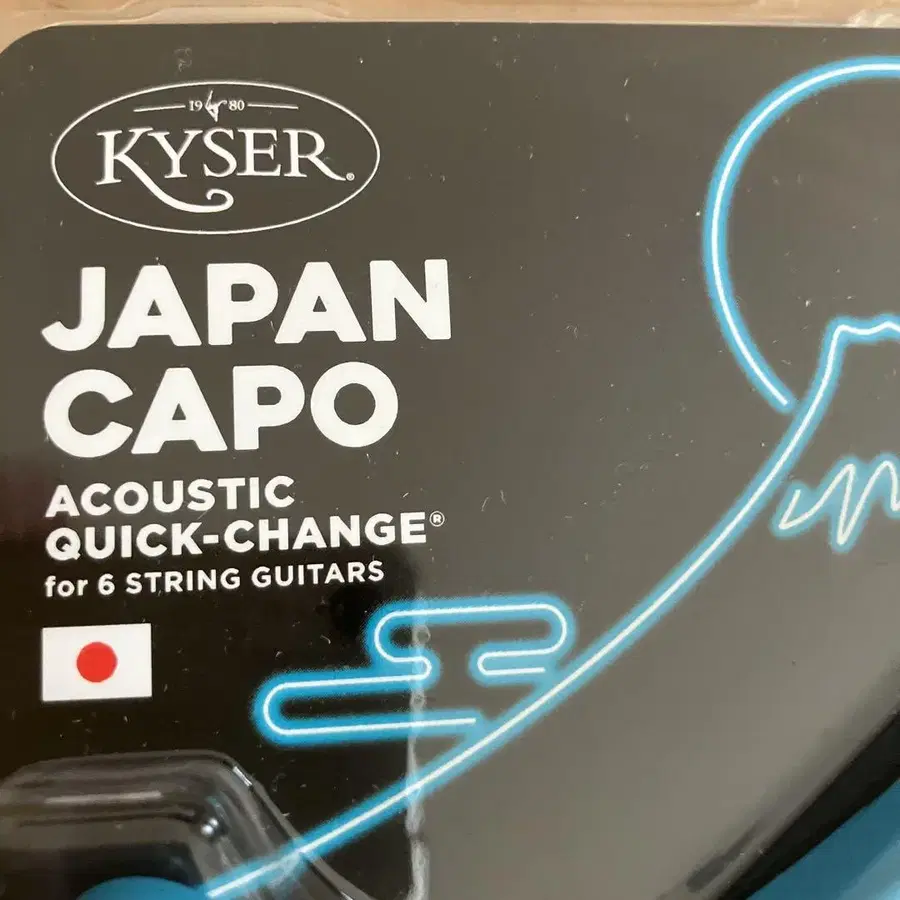 19 80
KYSER®
JAPAN
CAPO
ACOUSTIC
QUICK-CHANGE®
for 6 STRING GUITARS